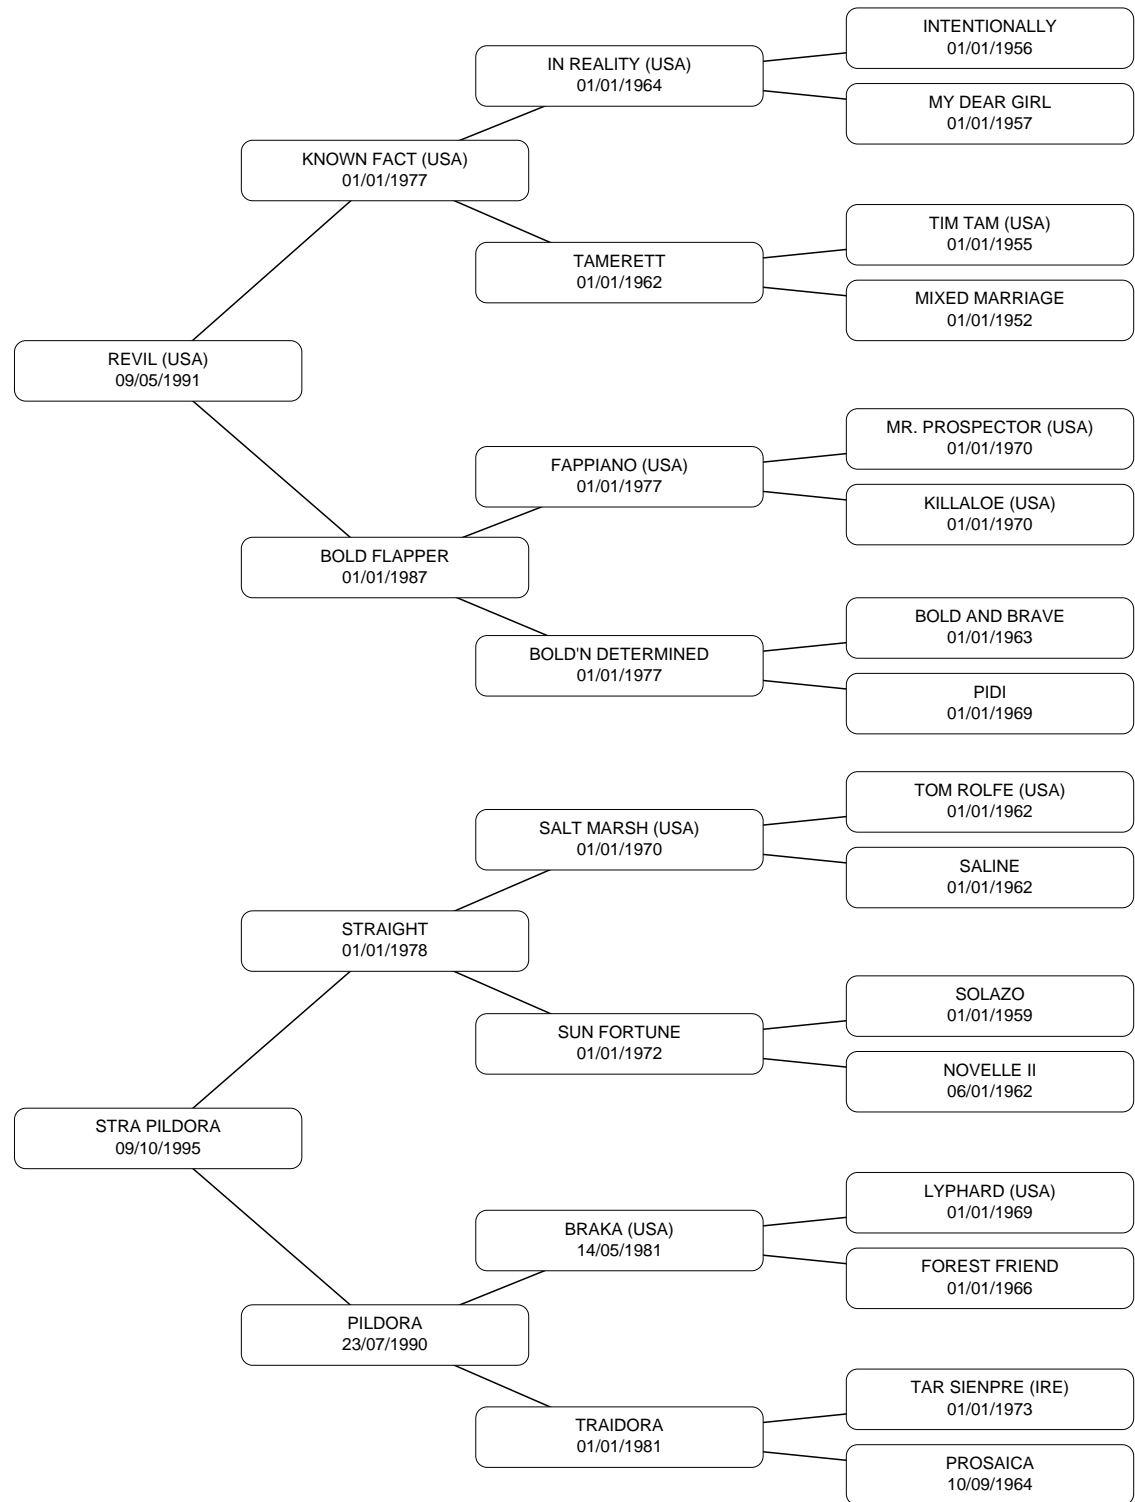 INTENTIONALLY
01/01/1956
IN REALITY (USA)
01/01/1964
MY DEAR GIRL
01/01/1957
KNOWN FACT (USA)
01/01/1977
TIM TAM (USA)
01/01/1955
TAMERETT
01/01/1962
MIXED MARRIAGE
01/01/1952
REVIL (USA)
09/05/1991
MR. PROSPECTOR (USA)
01/01/1970
FAPPIANO (USA)
01/01/1977
KILLALOE (USA)
01/01/1970
BOLD FLAPPER
01/01/1987
BOLD AND BRAVE
01/01/1963
BOLD'N DETERMINED
01/01/1977
PIDI
01/01/1969
TOM ROLFE (USA)
01/01/1962
SALT MARSH (USA)
01/01/1970
SALINE
01/01/1962
STRAIGHT
01/01/1978
SOLAZO
01/01/1959
SUN FORTUNE
01/01/1972
NOVELLE II
06/01/1962
STRA PILDORA
09/10/1995
LYPHARD (USA)
01/01/1969
BRAKA (USA)
14/05/1981
FOREST FRIEND
01/01/1966
PILDORA
23/07/1990
TAR SIENPRE (IRE)
01/01/1973
TRAIDORA
01/01/1981
PROSAICA
10/09/1964